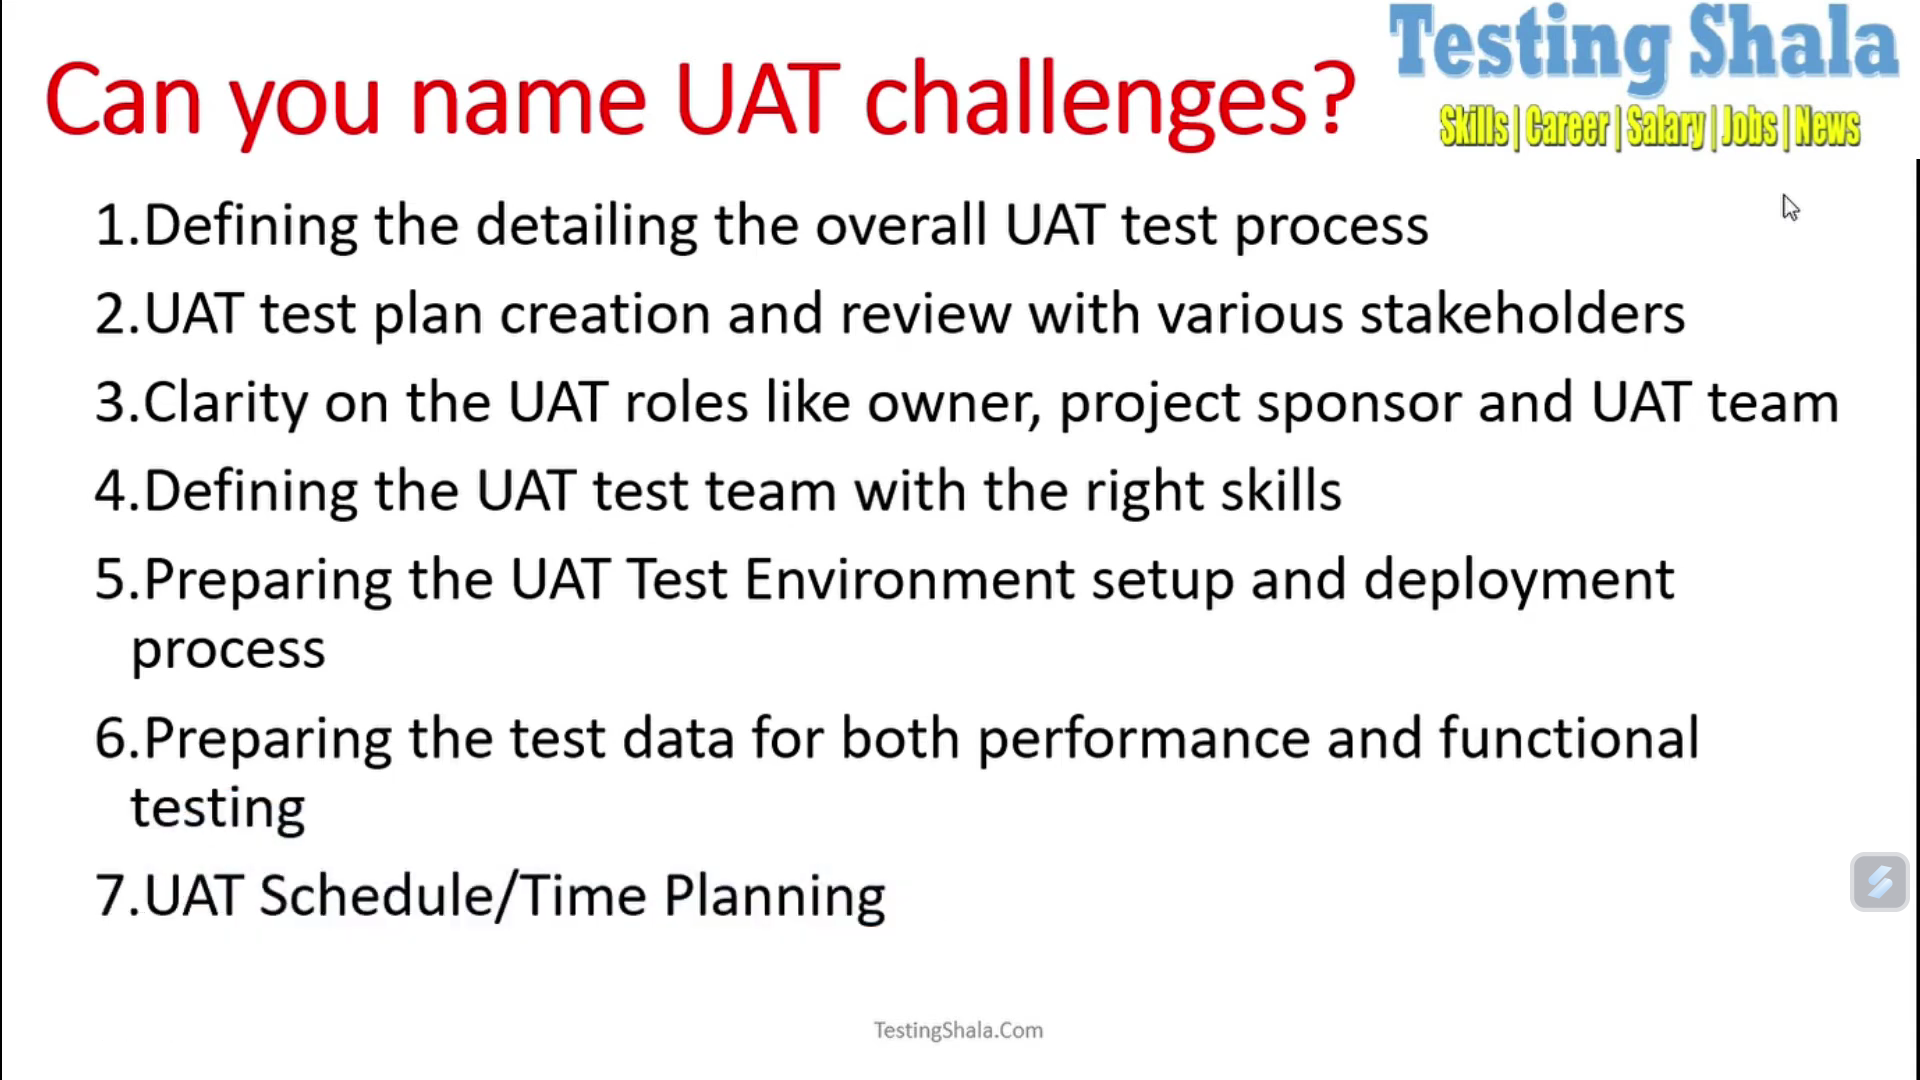 Testing Shala
Can you name UAT challenges?
Skills | Career | Salary | Jobs | News
1.Defining the detailing the overall UAT test process
2.UAT test plan creation and review with various stakeholders
3.Clarity on the UAT roles like owner, project sponsor and UAT team
4.Defining the UAT test team with the right skills
5.Preparing the UAT Test Environment setup and deployment
process
6.Preparing the test data for both performance and functional
testing
7.UAT Schedule/Time Planning
TestingShala.Com